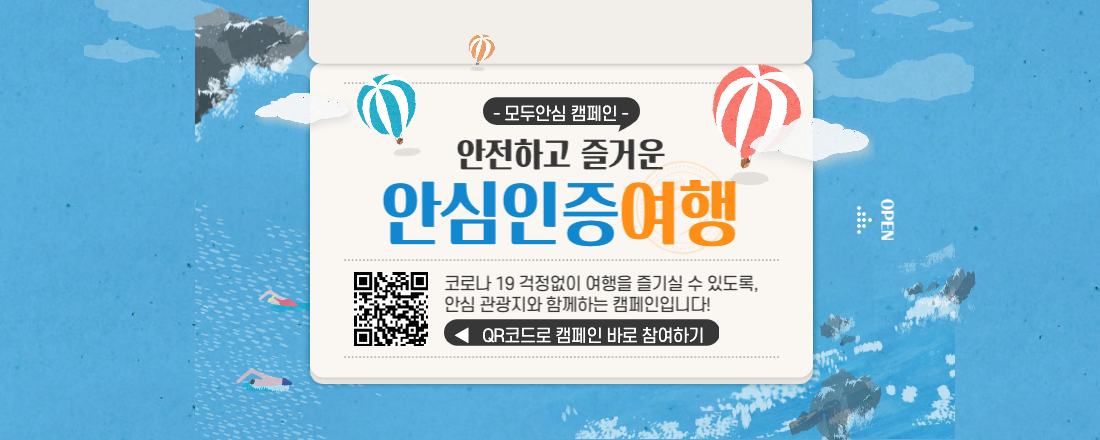 - 모두안심 캠페인 -
안전하고 즐거운
안심인증여행
코로나 19 걱정없이 여행을 즐기실 수 있도록,
안심 관광지와 함께하는 캠페인입니다!
◀ QR코드로 캠페인 바로 참여하기
OPEN